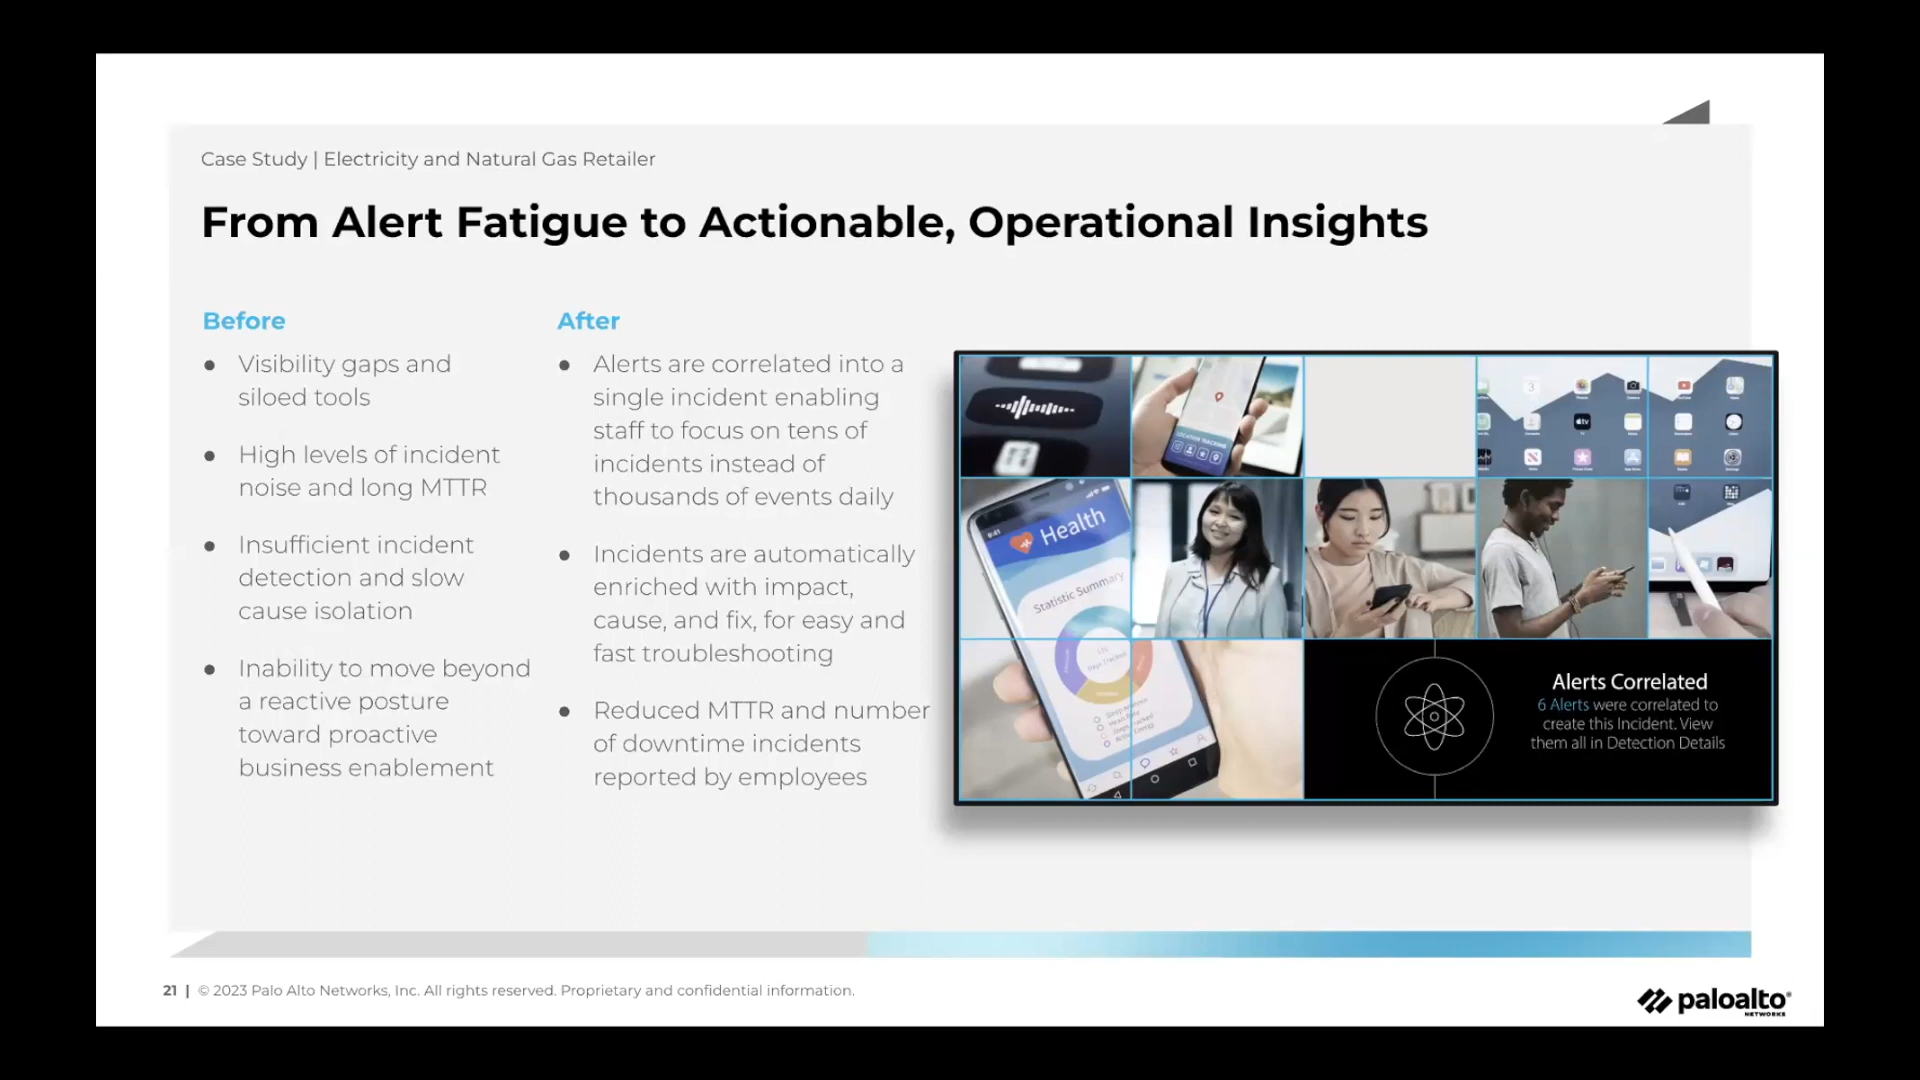 Case Study | Electricity and Natural Gas Retailer
From Alert Fatigue to Actionable, Operational Insights
Before
● Visibility gaps and
siloed tools
● High levels of incident
noise and long MTTR
● Insufficient incident
detection and slow
cause isolation
● Inability to move beyond
a reactive posture
toward proactive
business enablement
After
● Alerts are correlated into a
single incident enabling
staff to focus on tens of
incidents instead of
thousands of events daily
● Incidents are automatically
enriched with impact,
cause, and fix, for easy and
fast troubleshooting
● Reduced MTTR and number
of downtime incidents
reported by employees
LOCATION TRACKING
3
9:41
Health
Statistic Summary
Alerts Correlated
6 Alerts were correlated to
create this Incident. View
them all in Detection Details
21 | © 2023 Palo Alto Networks, Inc. All rights reserved. Proprietary and confidential information.
paloalto®
NETWORKS